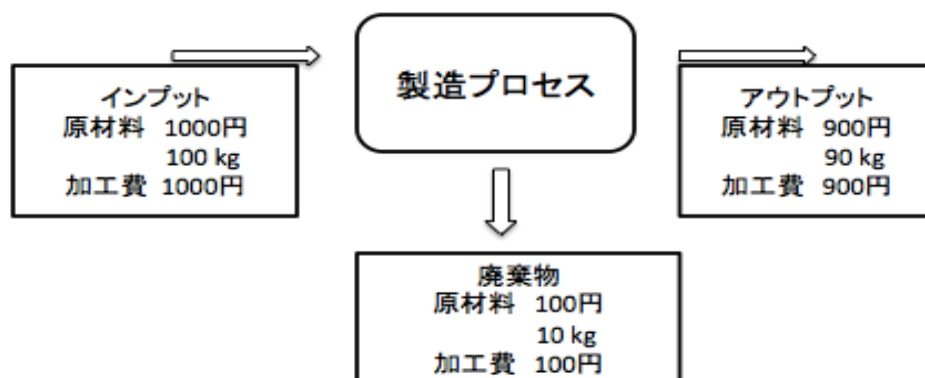 インプット
原材料 1000円
100 kg
加工費 1000円
製造プロセス
アウトプット
原材料 900円
90 kg
加工費 900円
廃棄物
原材料 100円
10 kg
加工費 100円